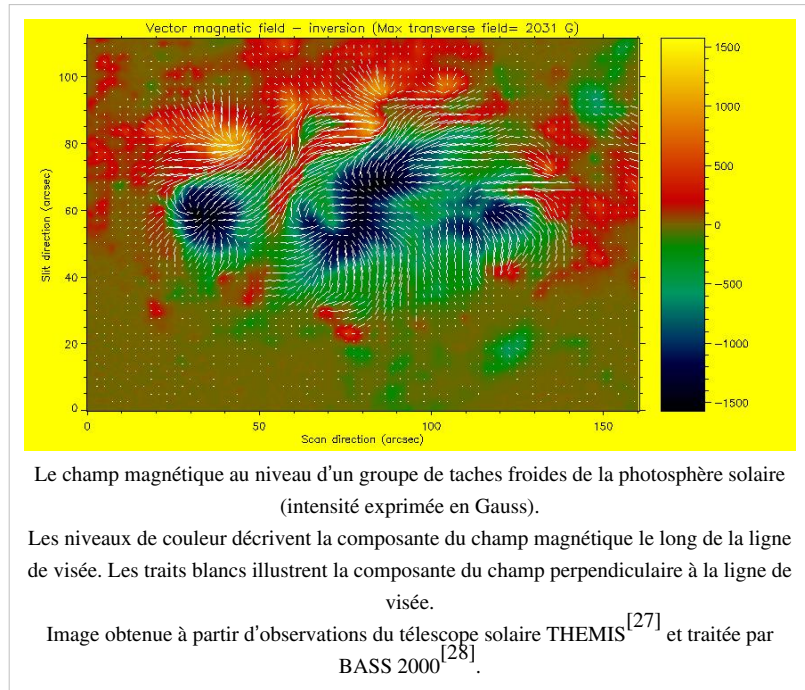 Vector magnetic field – inversion (Max transverse field= 2031 G)
100
80
60
40
20
0
Slit direction (arcsec)
0 50 100 150
Scan direction (arcsec)
1500
1000
500
0
−500
−1000
−1500
Le champ magnétique au niveau d'un groupe de taches froides de la photosphère solaire
(intensité exprimée en Gauss).
Les niveaux de couleur décrivent la composante du champ magnétique le long de la ligne
de visée. Les traits blancs illustrent la composante du champ perpendiculaire à la ligne de
visée.
Image obtenue à partir d'observations du télescope solaire THEMIS[27] et traitée par
BASS 2000[28].